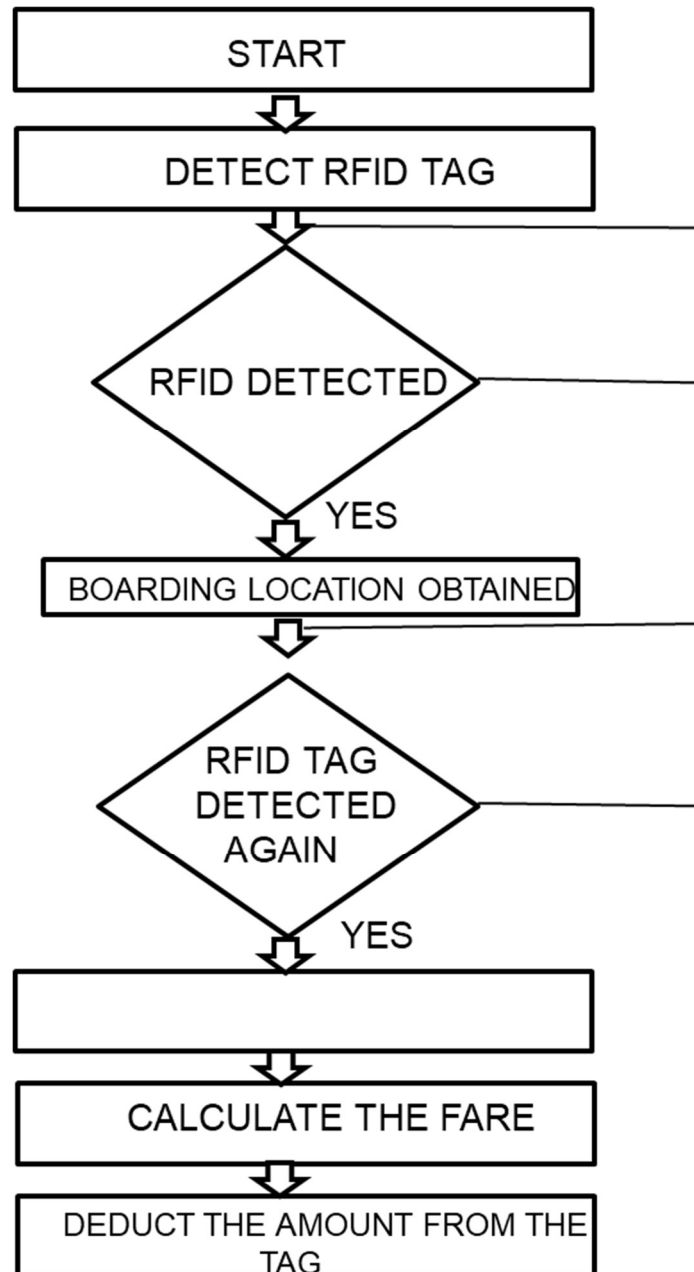 START
DETECT RFID TAG
RFID DETECTED
YES
BOARDING LOCATION OBTAINED
RFID TAG
DETECTED
AGAIN
YES
CALCULATE THE FARE
DEDUCT THE AMOUNT FROM THE
TAG